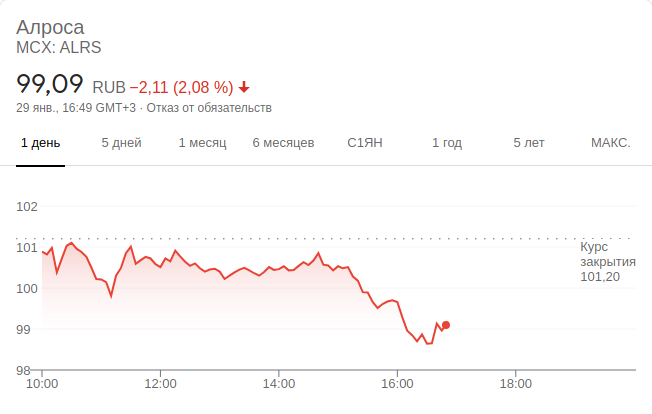 Алроса
MCX: ALRS
99,09 RUB −2,11 (2,08 %)
29 янв., 16:49 GMT+3 · Отказ от обязательств
1 день 5 дней 1 месяц 6 месяцев С1ЯН 1 год 5 лет МАКС.
102
101
100
99
98
Курс
закрытия
101,20
10:00 12:00 14:00 16:00 18:00